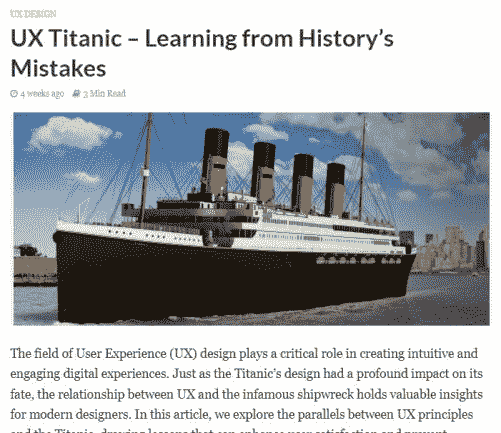 UX DESIGN
UX Titanic – Learning from History's
Mistakes
4 weeks ago 3 Min Read
The field of User Experience (UX) design plays a critical role in creating intuitive and
engaging digital experiences. Just as the Titanic's design had a profound impact on its
fate, the relationship between UX and the infamous shipwreck holds valuable insights
for modern designers. In this article, we explore the parallels between UX principles
and the Titanic, drawing lessons that can enhance user satisfaction and prevent